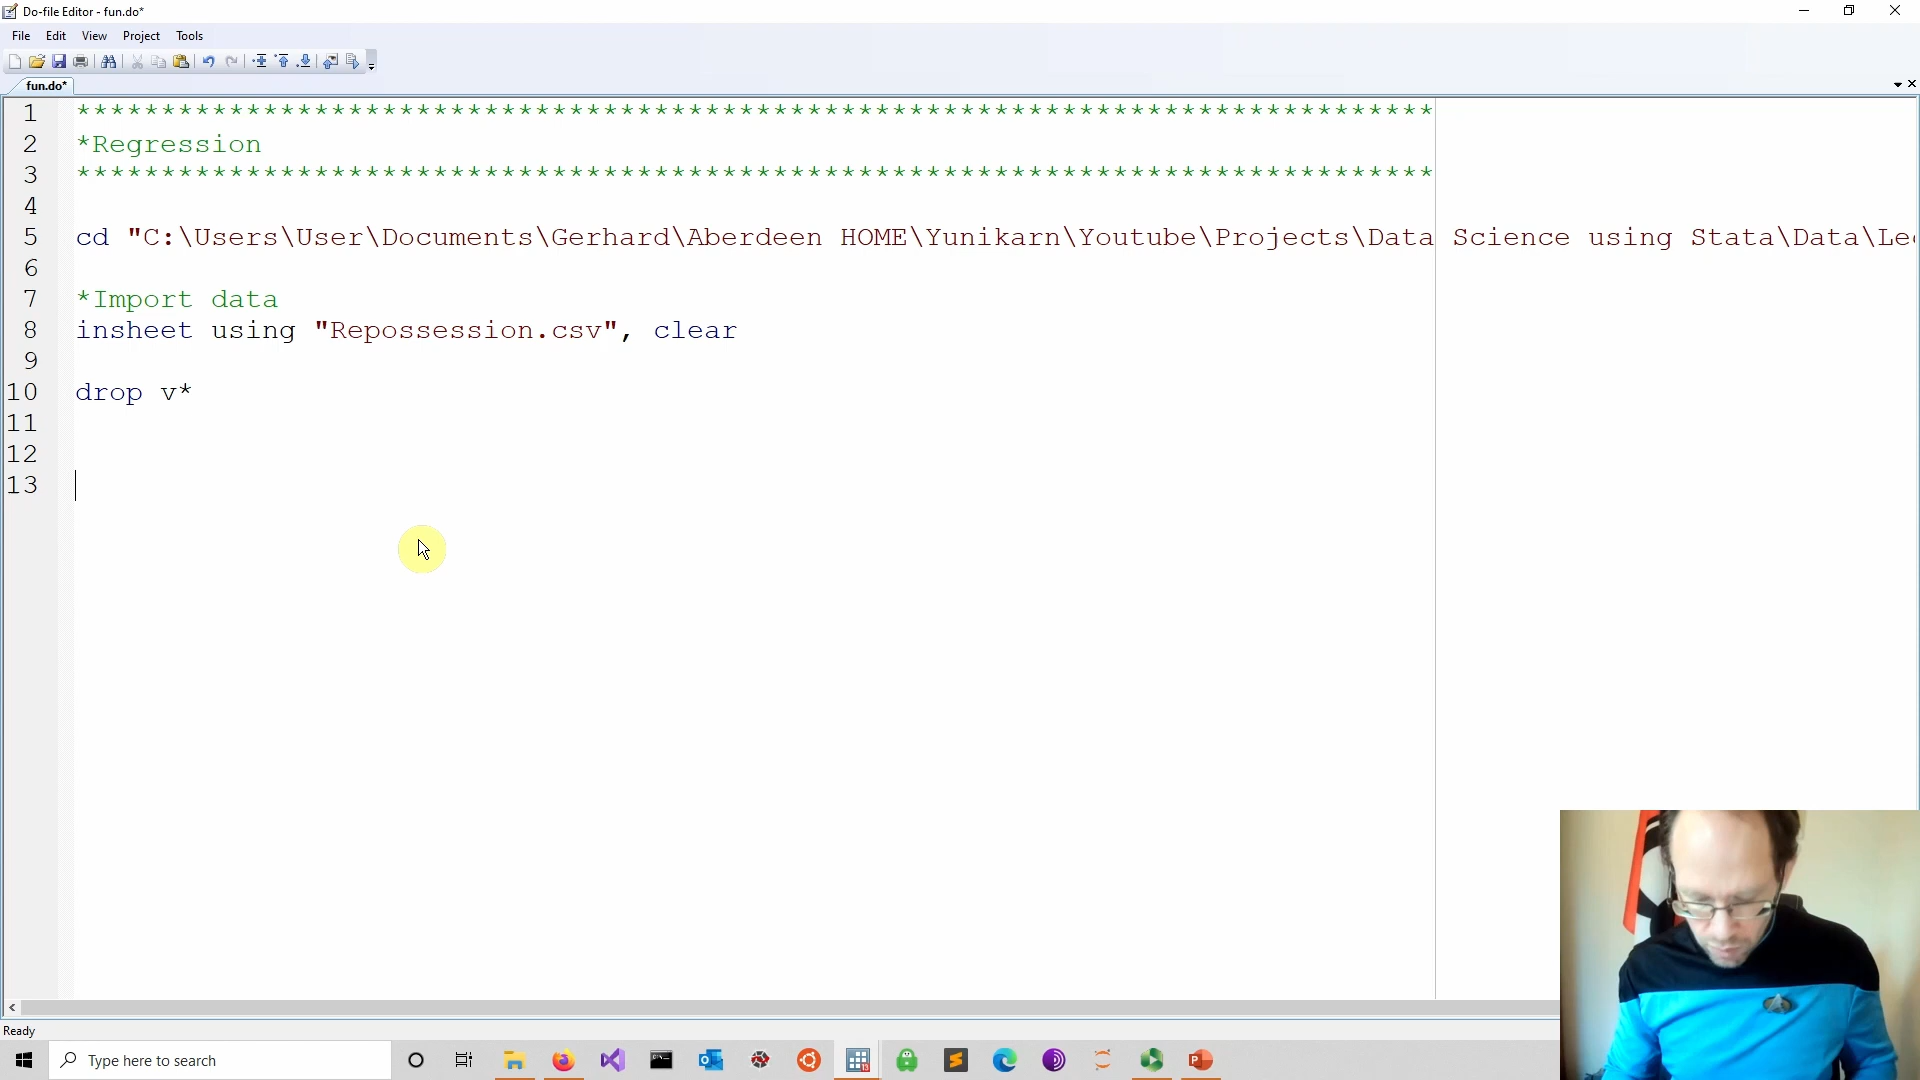 Do-file Editor - fun.do*
File Edit View Project Tools
fun.do*
1 ********************************************************************************
2 *Regression
3 ********************************************************************************
4
5 cd "C:\Users\User\Documents\Gerhard\Aberdeen HOME\Yunikarn\Youtube\Projects\Data Science using Stata\Data\Le
6
7 *Import data
8 insheet using "Repossession.csv", clear
9
10 drop v*
11
12
13
Ready
Type here to search